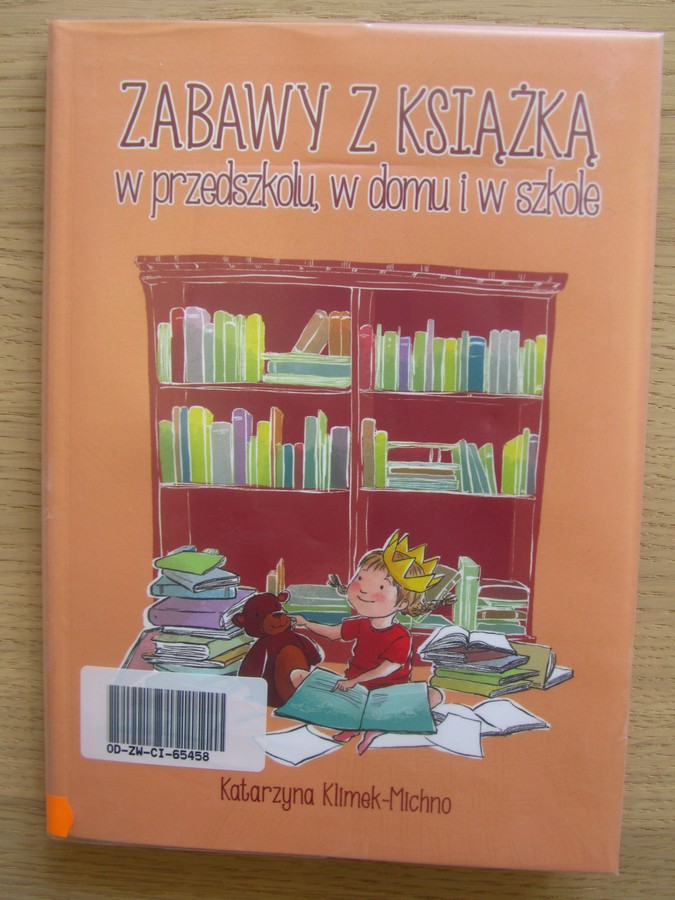 ZABAWY Z KSIĄŻKĄ
w przedszkolu, w domu i w szkole
OD-ZW-CI-65458
Katarzyna Klimek-Michno